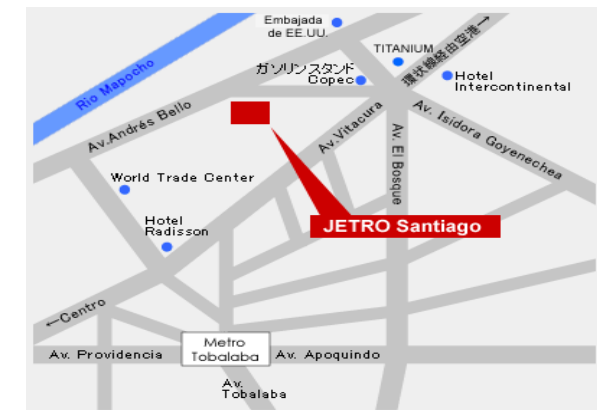 Embajada
de EE.UU.
TITANIUM
環状線経由空港
ガソリンスタンド
Copec
Hotel
Intercontinental
Rio Mapocho
Av.Andrés Bello
Av.Vitacura
Av. Isidora Goyenechea
Av. El Bosque
World Trade Center
Hotel
Radisson
JETRO Santiago
←Centro
Metro
Tobalaba
Av. Providencia
Av. Apoquindo
Av.
Tobalaba